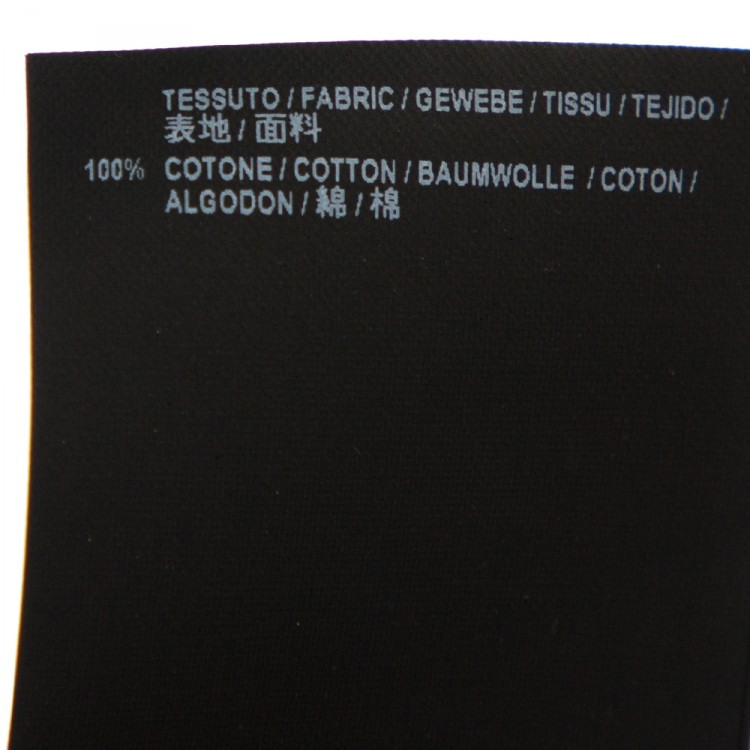 TESSUTO / FABRIC / GEWEBE / TISSU / TEJIDO /
表地 / 面料
100% COTONE / COTTON / BAUMWOLLE / COTON /
ALGODON / 綿 / 棉